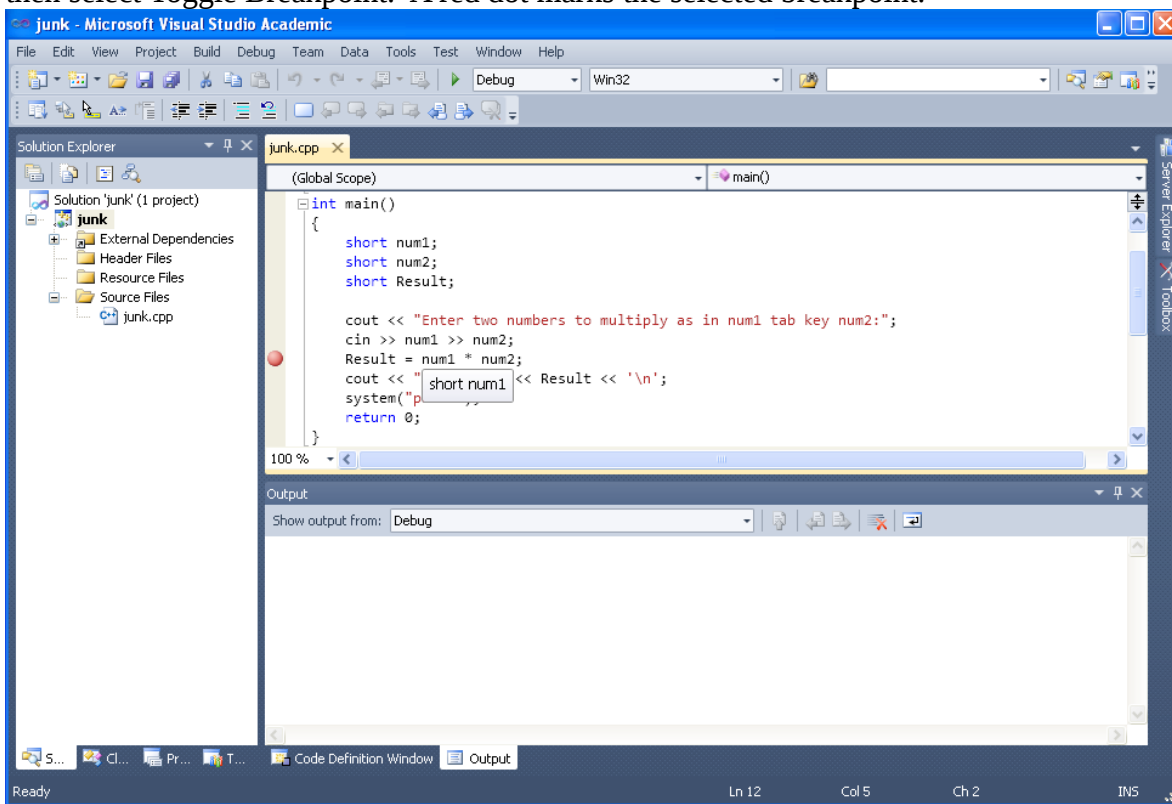 then select Toggle Breakpoint. A red dot marks the selected breakpoint.
junk - Microsoft Visual Studio Academic
File Edit View Project Build Debug Team Data Tools Test Window Help
Debug Win32
Solution Explorer
Solution 'junk' (1 project)
junk
External Dependencies
Header Files
Resource Files
Source Files
junk.cpp
junk.cpp
(Global Scope) main()
int main()
{
short num1;
short num2;
short Result;
cout << "Enter two numbers to multiply as in num1 tab key num2:";
cin >> num1 >> num2;
Result = num1 * num2;
cout << " << Result << '\n';
short num1
system("p
return 0;
}
100 %
Output
Show output from: Debug
Server Explorer
Toolbox
S... Cl... Pr... T...
Code Definition Window Output
Ready Ln 12 Col 5 Ch 2 INS